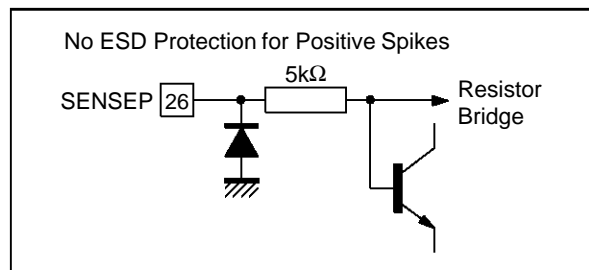 No ESD Protection for Positive Spikes
5kΩ
SENSEP 26
Resistor
Bridge